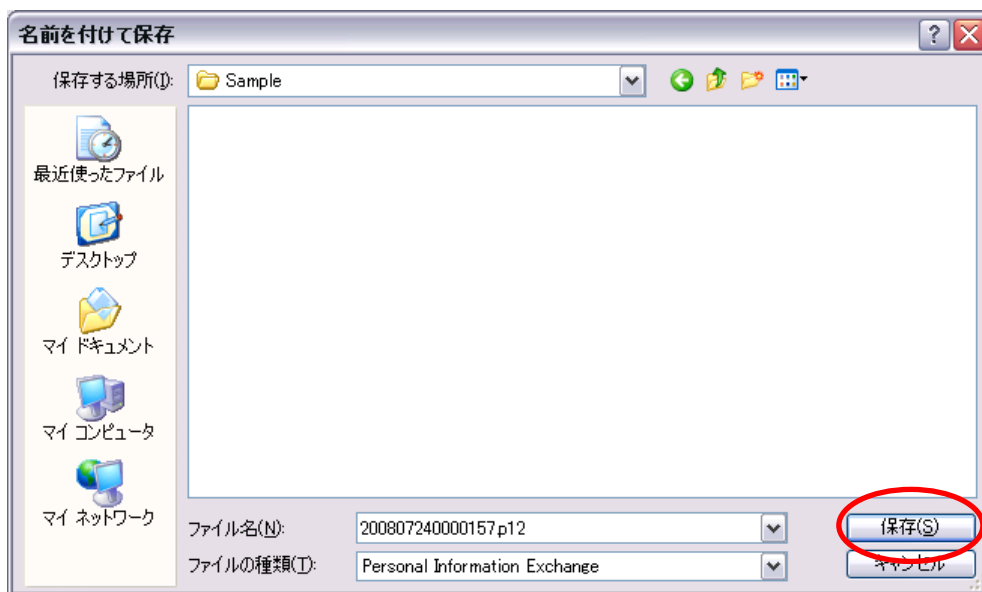 名前を付けて保存
保存する場所(I): Sample
最近使ったファイル
デスクトップ
マイ ドキュメント
マイ コンピュータ
マイ ネットワーク
ファイル名(N): 200807240000157.p12 保存(S)
ファイルの種類(T): Personal Information Exchange キャンセル